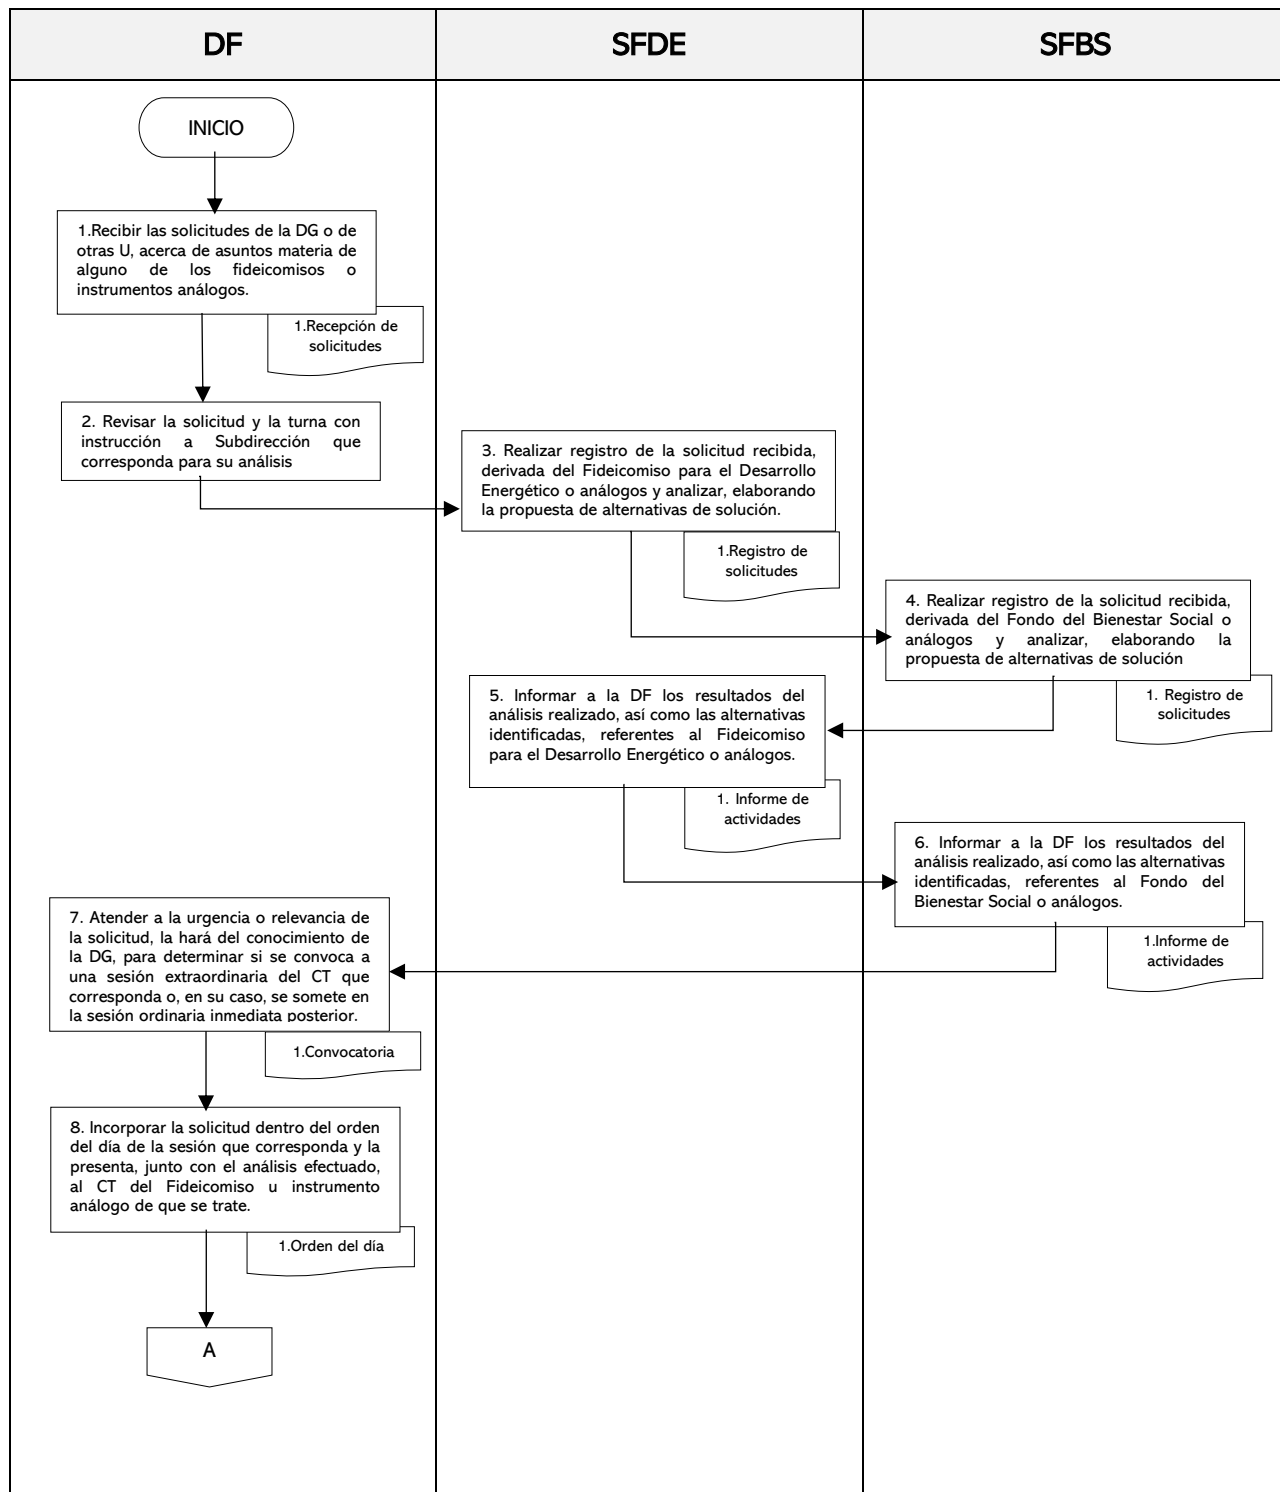 DF
SFDE
SFBS
INICIO
1.Recibir las solicitudes de la DG o de
otras U, acerca de asuntos materia de
alguno de los fideicomisos o
instrumentos análogos.
1.Recepción de
solicitudes
2. Revisar la solicitud y la turna con
instrucción a Subdirección que
corresponda para su análisis
3. Realizar registro de la solicitud recibida,
derivada del Fideicomiso para el Desarrollo
Energético o análogos y analizar, elaborando
la propuesta de alternativas de solución.
1.Registro de
solicitudes
4. Realizar registro de la solicitud recibida,
derivada del Fondo del Bienestar Social o
análogos y analizar, elaborando la
propuesta de alternativas de solución
1. Registro de
solicitudes
5. Informar a la DF los resultados del
análisis realizado, así como las alternativas
identificadas, referentes al Fideicomiso
para el Desarrollo Energético o análogos.
1. Informe de
actividades
6. Informar a la DF los resultados del
análisis realizado, así como las alternativas
identificadas, referentes al Fondo del
Bienestar Social o análogos.
1.Informe de
actividades
7. Atender a la urgencia o relevancia de
la solicitud, la hará del conocimiento de
la DG, para determinar si se convoca a
una sesión extraordinaria del CT que
corresponda o, en su caso, se somete en
la sesión ordinaria inmediata posterior.
1.Convocatoria
8. Incorporar la solicitud dentro del orden
del día de la sesión que corresponda y la
presenta, junto con el análisis efectuado,
al CT del Fideicomiso u instrumento
análogo de que se trate.
1.Orden del día
A